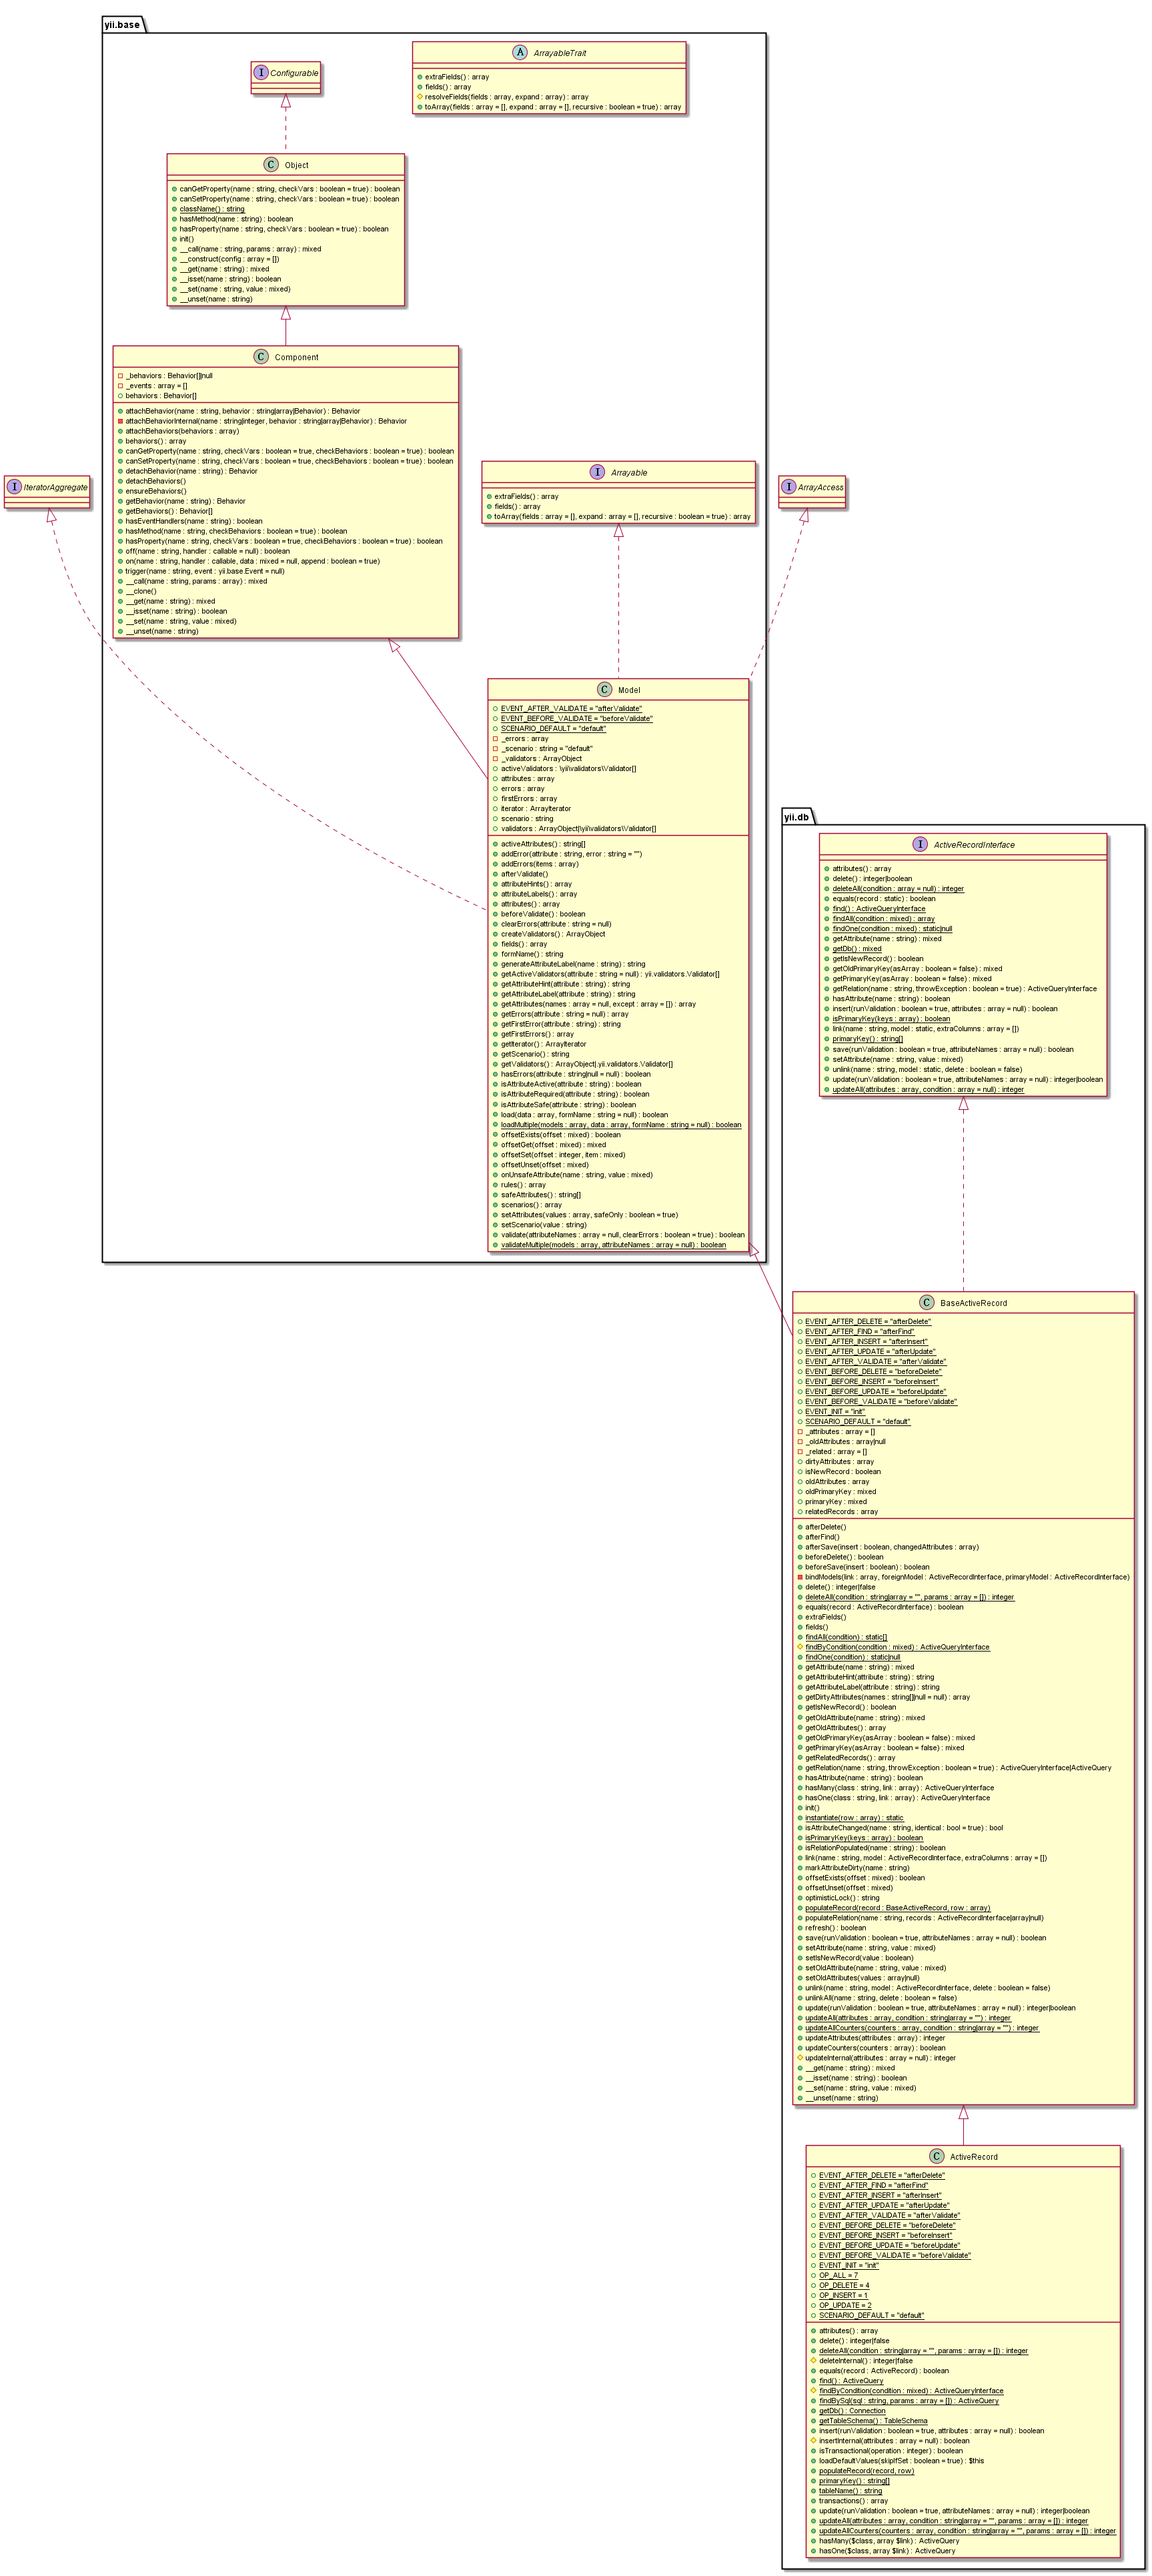 yii.base
ArrayableTrait
extraFields() : array
fields() : array
resolveFields(fields : array, expand : array) : array
toArray(fields : array = [], expand : array = [], recursive : boolean = true) : array
Configurable
Object
canGetProperty(name : string, checkVars : boolean = true) : boolean
canSetProperty(name : string, checkVars : boolean = true) : boolean
className() : string
hasMethod(name : string) : boolean
hasProperty(name : string, checkVars : boolean = true) : boolean
init()
__call(name : string, params : array) : mixed
__construct(config : array = [])
__get(name : string) : mixed
__isset(name : string) : boolean
__set(name : string, value : mixed)
__unset(name : string)
Component
_behaviors : Behavior[]|null
_events : array = []
behaviors : Behavior[]
attachBehavior(name : string, behavior : string|array|Behavior) : Behavior
attachBehaviorInternal(name : string|integer, behavior : string|array|Behavior) : Behavior
attachBehaviors(behaviors : array)
behaviors() : array
canGetProperty(name : string, checkVars : boolean = true, checkBehaviors : boolean = true) : boolean
canSetProperty(name : string, checkVars : boolean = true, checkBehaviors : boolean = true) : boolean
detachBehavior(name : string) : Behavior
detachBehaviors()
ensureBehaviors()
getBehavior(name : string) : Behavior
getBehaviors() : Behavior[]
hasEventHandlers(name : string) : boolean
hasMethod(name : string, checkBehaviors : boolean = true) : boolean
hasProperty(name : string, checkVars : boolean = true, checkBehaviors : boolean = true) : boolean
off(name : string, handler : callable = null) : boolean
on(name : string, handler : callable, data : mixed = null, append : boolean = true)
trigger(name : string, event : yii.base.Event = null)
__call(name : string, params : array) : mixed
__clone()
__get(name : string) : mixed
__isset(name : string) : boolean
__set(name : string, value : mixed)
__unset(name : string)
IteratorAggregate
Arrayable
extraFields() : array
fields() : array
toArray(fields : array = [], expand : array = [], recursive : boolean = true) : array
ArrayAccess
Model
EVENT_AFTER_VALIDATE = "afterValidate"
EVENT_BEFORE_VALIDATE = "beforeValidate"
SCENARIO_DEFAULT = "default"
_errors : array
_scenario : string = "default"
_validators : ArrayObject
activeValidators : \yii\validators\Validator[]
attributes : array
errors : array
firstErrors : array
iterator : ArrayIterator
scenario : string
validators : ArrayObject|\yii\validators\Validator[]
activeAttributes() : string[]
addError(attribute : string, error : string = "")
addErrors(items : array)
afterValidate()
attributeHints() : array
attributeLabels() : array
attributes() : array
beforeValidate() : boolean
clearErrors(attribute : string = null)
createValidators() : ArrayObject
fields() : array
formName() : string
generateAttributeLabel(name : string) : string
getActiveValidators(attribute : string = null) : yii.validators.Validator[]
getAttributeHint(attribute : string) : string
getAttributeLabel(attribute : string) : string
getAttributes(names : array = null, except : array = []) : array
getErrors(attribute : string = null) : array
getFirstError(attribute : string) : string
getFirstErrors() : array
getIterator() : ArrayIterator
getScenario() : string
getValidators() : ArrayObject|.yii.validators.Validator[]
hasErrors(attribute : string|null = null) : boolean
isAttributeActive(attribute : string) : boolean
isAttributeRequired(attribute : string) : boolean
isAttributeSafe(attribute : string) : boolean
load(data : array, formName : string = null) : boolean
loadMultiple(models : array, data : array, formName : string = null) : boolean
offsetExists(offset : mixed) : boolean
offsetGet(offset : mixed) : mixed
offsetSet(offset : integer, item : mixed)
offsetUnset(offset : mixed)
onUnsafeAttribute(name : string, value : mixed)
rules() : array
safeAttributes() : string[]
scenarios() : array
setAttributes(values : array, safeOnly : boolean = true)
setScenario(value : string)
validate(attributeNames : array = null, clearErrors : boolean = true) : boolean
validateMultiple(models : array, attributeNames : array = null) : boolean
yii.db
ActiveRecordInterface
attributes() : array
delete() : integer|boolean
deleteAll(condition : array = null) : integer
equals(record : static) : boolean
find() : ActiveQueryInterface
findAll(condition : mixed) : array
findOne(condition : mixed) : static|null
getAttribute(name : string) : mixed
getDb() : mixed
getIsNewRecord() : boolean
getOldPrimaryKey(asArray : boolean = false) : mixed
getPrimaryKey(asArray : boolean = false) : mixed
getRelation(name : string, throwException : boolean = true) : ActiveQueryInterface
hasAttribute(name : string) : boolean
insert(runValidation : boolean = true, attributes : array = null) : boolean
isPrimaryKey(keys : array) : boolean
link(name : string, model : static, extraColumns : array = [])
primaryKey() : string[]
save(runValidation : boolean = true, attributeNames : array = null) : boolean
setAttribute(name : string, value : mixed)
unlink(name : string, model : static, delete : boolean = false)
update(runValidation : boolean = true, attributeNames : array = null) : integer|boolean
updateAll(attributes : array, condition : array = null) : integer
BaseActiveRecord
EVENT_AFTER_DELETE = "afterDelete"
EVENT_AFTER_FIND = "afterFind"
EVENT_AFTER_INSERT = "afterInsert"
EVENT_AFTER_UPDATE = "afterUpdate"
EVENT_AFTER_VALIDATE = "afterValidate"
EVENT_BEFORE_DELETE = "beforeDelete"
EVENT_BEFORE_INSERT = "beforeInsert"
EVENT_BEFORE_UPDATE = "beforeUpdate"
EVENT_BEFORE_VALIDATE = "beforeValidate"
EVENT_INIT = "init"
SCENARIO_DEFAULT = "default"
_attributes : array = []
_oldAttributes : array|null
_related : array = []
dirtyAttributes : array
isNewRecord : boolean
oldAttributes : array
oldPrimaryKey : mixed
primaryKey : mixed
relatedRecords : array
afterDelete()
afterFind()
afterSave(insert : boolean, changedAttributes : array)
beforeDelete() : boolean
beforeSave(insert : boolean) : boolean
bindModels(link : array, foreignModel : ActiveRecordInterface, primaryModel : ActiveRecordInterface)
delete() : integer|false
deleteAll(condition : string|array = "", params : array = []) : integer
equals(record : ActiveRecordInterface) : boolean
extraFields()
fields()
findAll(condition) : static[]
findByCondition(condition : mixed) : ActiveQueryInterface
findOne(condition) : static|null
getAttribute(name : string) : mixed
getAttributeHint(attribute : string) : string
getAttributeLabel(attribute : string) : string
getDirtyAttributes(names : string[]|null = null) : array
getIsNewRecord() : boolean
getOldAttribute(name : string) : mixed
getOldAttributes() : array
getOldPrimaryKey(asArray : boolean = false) : mixed
getPrimaryKey(asArray : boolean = false) : mixed
getRelatedRecords() : array
getRelation(name : string, throwException : boolean = true) : ActiveQueryInterface|ActiveQuery
hasAttribute(name : string) : boolean
hasMany(class : string, link : array) : ActiveQueryInterface
hasOne(class : string, link : array) : ActiveQueryInterface
init()
instantiate(row : array) : static
isAttributeChanged(name : string, identical : bool = true) : bool
isPrimaryKey(keys : array) : boolean
isRelationPopulated(name : string) : boolean
link(name : string, model : ActiveRecordInterface, extraColumns : array = [])
markAttributeDirty(name : string)
offsetExists(offset : mixed) : boolean
offsetUnset(offset : mixed)
optimisticLock() : string
populateRecord(record : BaseActiveRecord, row : array)
populateRelation(name : string, records : ActiveRecordInterface|array|null)
refresh() : boolean
save(runValidation : boolean = true, attributeNames : array = null) : boolean
setAttribute(name : string, value : mixed)
setIsNewRecord(value : boolean)
setOldAttribute(name : string, value : mixed)
setOldAttributes(values : array|null)
unlink(name : string, model : ActiveRecordInterface, delete : boolean = false)
unlinkAll(name : string, delete : boolean = false)
update(runValidation : boolean = true, attributeNames : array = null) : integer|boolean
updateAll(attributes : array, condition : string|array = "") : integer
updateAllCounters(counters : array, condition : string|array = "") : integer
updateAttributes(attributes : array) : integer
updateCounters(counters : array) : boolean
updateInternal(attributes : array = null) : integer
__get(name : string) : mixed
__isset(name : string) : boolean
__set(name : string, value : mixed)
__unset(name : string)
ActiveRecord
EVENT_AFTER_DELETE = "afterDelete"
EVENT_AFTER_FIND = "afterFind"
EVENT_AFTER_INSERT = "afterInsert"
EVENT_AFTER_UPDATE = "afterUpdate"
EVENT_AFTER_VALIDATE = "afterValidate"
EVENT_BEFORE_DELETE = "beforeDelete"
EVENT_BEFORE_INSERT = "beforeInsert"
EVENT_BEFORE_UPDATE = "beforeUpdate"
EVENT_BEFORE_VALIDATE = "beforeValidate"
EVENT_INIT = "init"
OP_ALL = 7
OP_DELETE = 4
OP_INSERT = 1
OP_UPDATE = 2
SCENARIO_DEFAULT = "default"
attributes() : array
delete() : integer|false
deleteAll(condition : string|array = "", params : array = []) : integer
deleteInternal() : integer|false
equals(record : ActiveRecord) : boolean
find() : ActiveQuery
findByCondition(condition : mixed) : ActiveQueryInterface
findBySql(sql : string, params : array = []) : ActiveQuery
getDb() : Connection
getTableSchema() : TableSchema
insert(runValidation : boolean = true, attributes : array = null) : boolean
insertInternal(attributes : array = null) : boolean
isTransactional(operation : integer) : boolean
loadDefaultValues(skipIfSet : boolean = true) : $this
populateRecord(record, row)
primaryKey() : string[]
tableName() : string
transactions() : array
update(runValidation : boolean = true, attributeNames : array = null) : integer|boolean
updateAll(attributes : array, condition : string|array = "", params : array = []) : integer
updateAllCounters(counters : array, condition : string|array = "", params : array = []) : integer
hasMany($class, array $link) : ActiveQuery
hasOne($class, array $link) : ActiveQuery